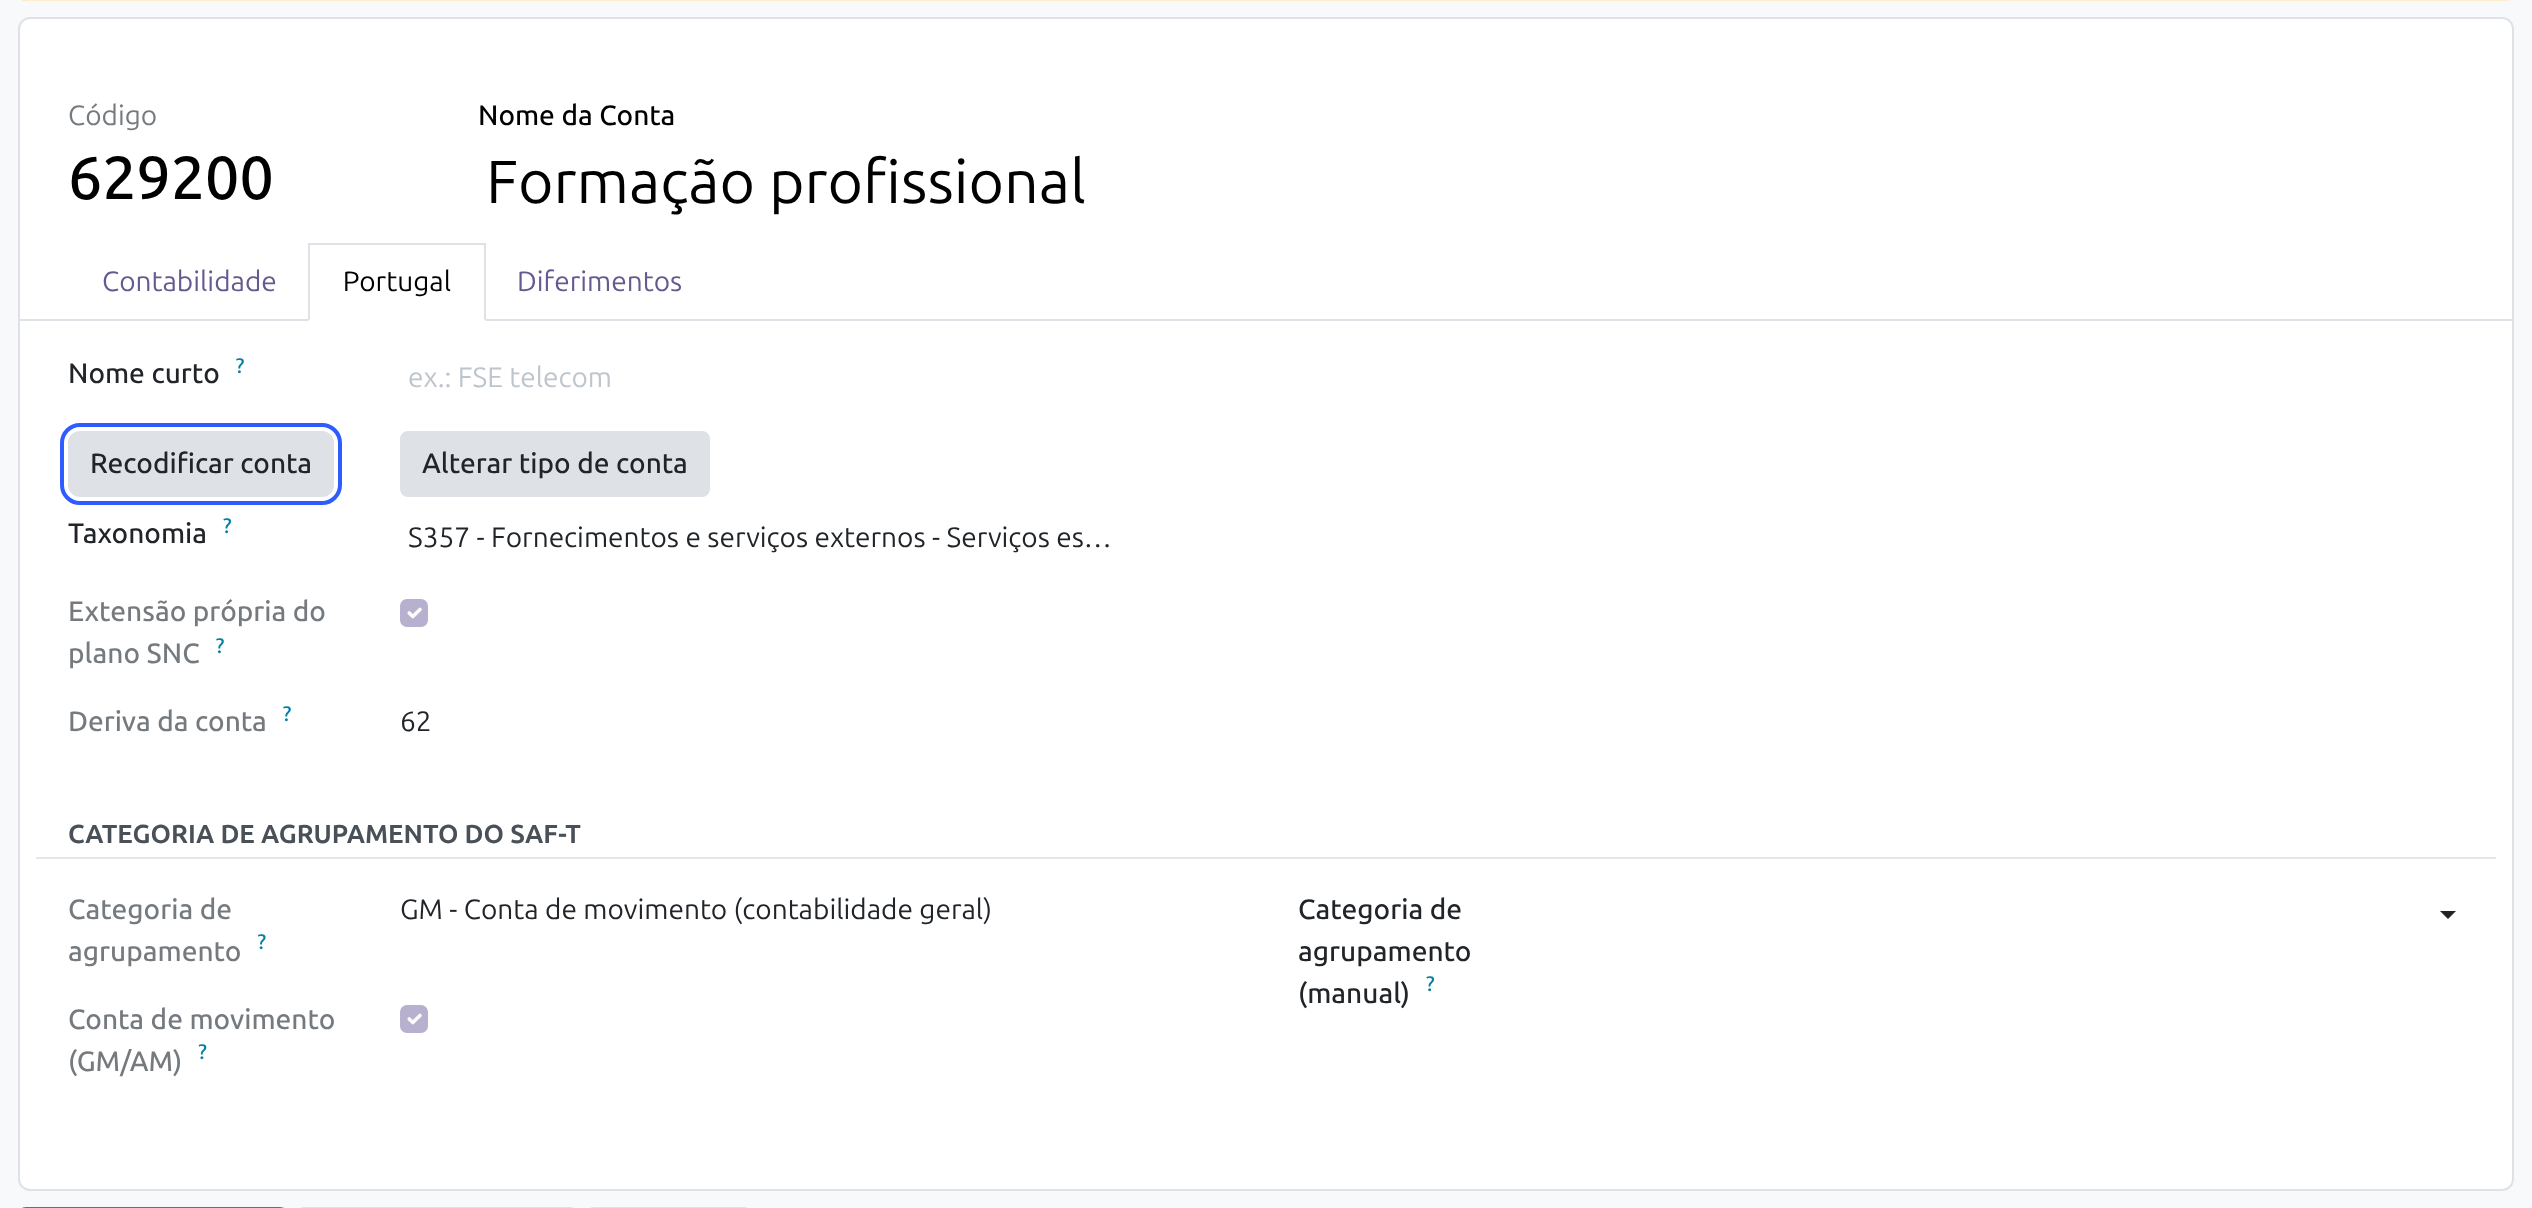 Código
Nome da Conta
629200
Formação profissional
Contabilidade
Portugal
Diferimentos
Nome curto ?
ex.: FSE telecom
Recodificar conta
Alterar tipo de conta
Taxonomia ?
S357 - Fornecimentos e serviços externos - Serviços es...
Extensão própria do
plano SNC ?
Deriva da conta ?
62
CATEGORIA DE AGRUPAMENTO DO SAF-T
Categoria de
agrupamento ?
GM - Conta de movimento (contabilidade geral)
Categoria de
agrupamento
(manual) ?
Conta de movimento
(GM/AM) ?